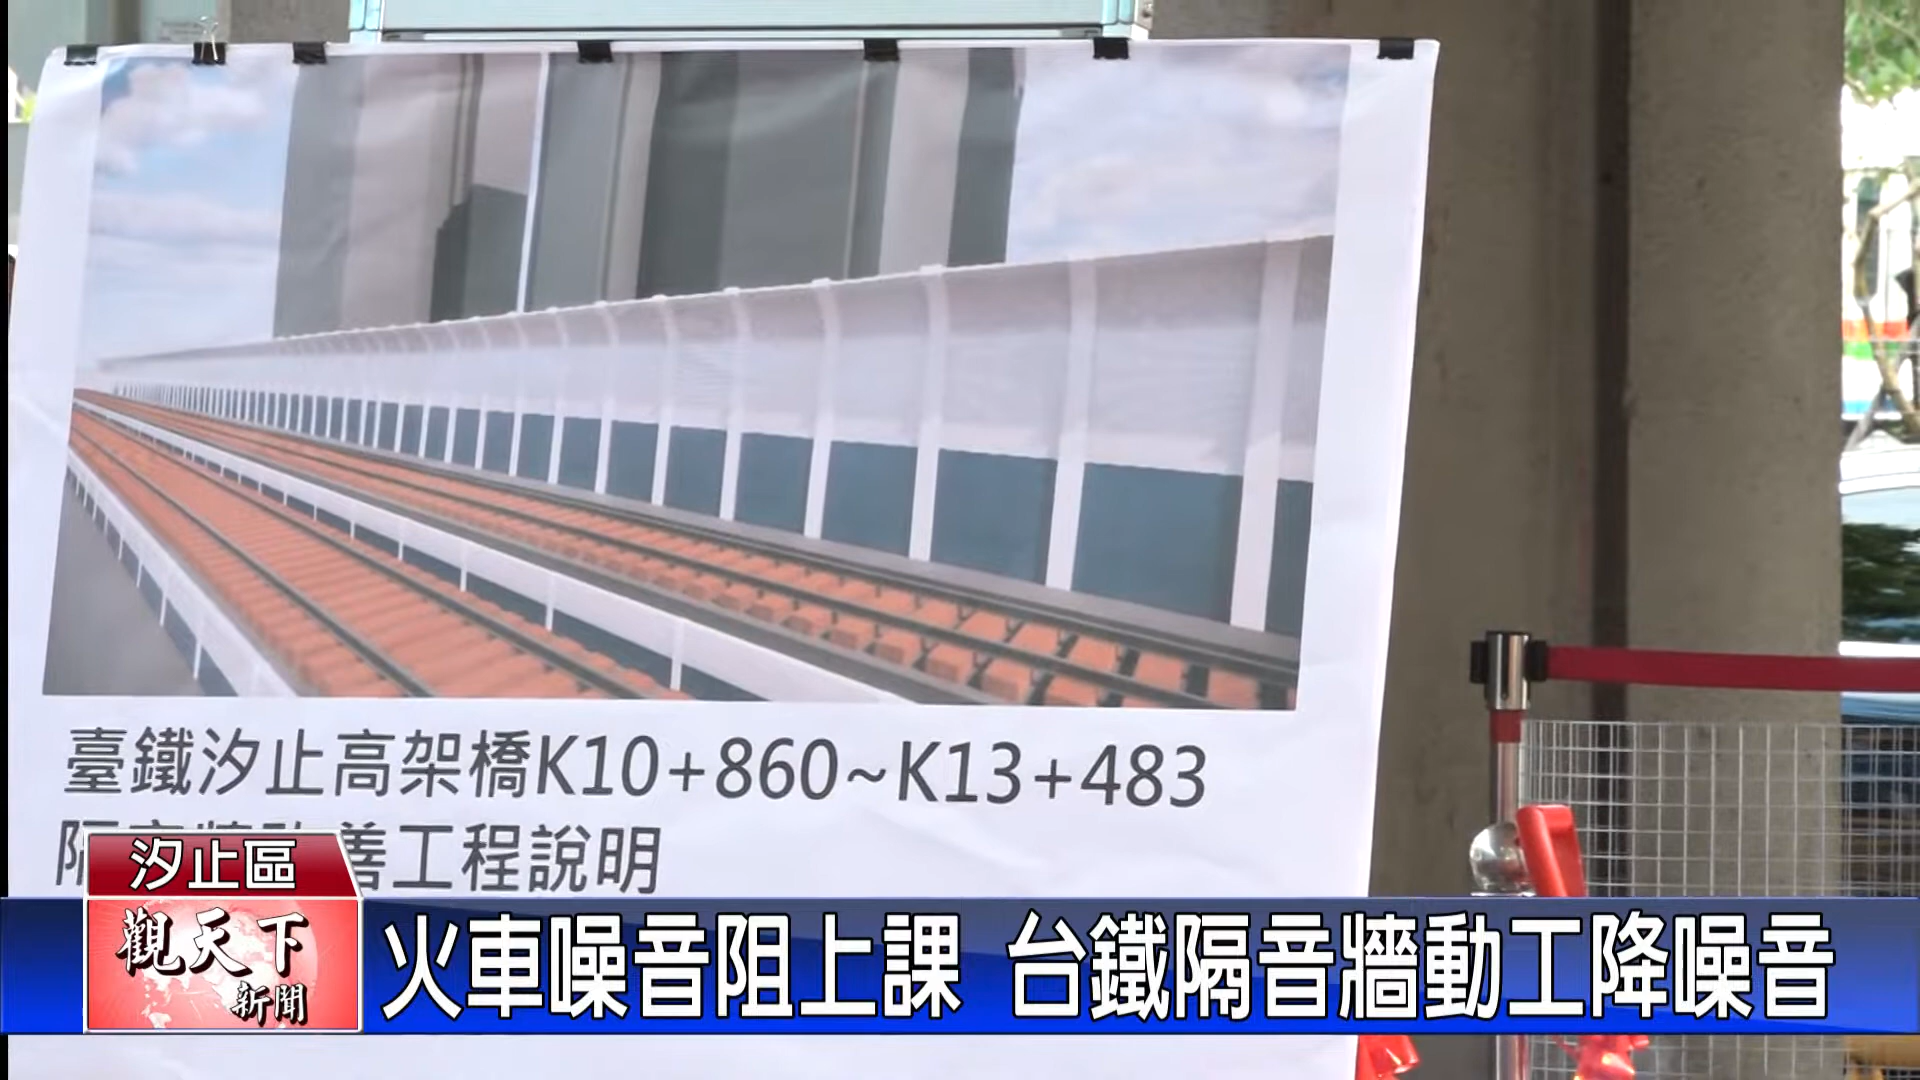 臺鐵汐止高架橋K10+860~K13+483
善工程說明
汐止區
觀天下
新聞
火車噪音阻上課 台鐵隔音牆動工降噪音